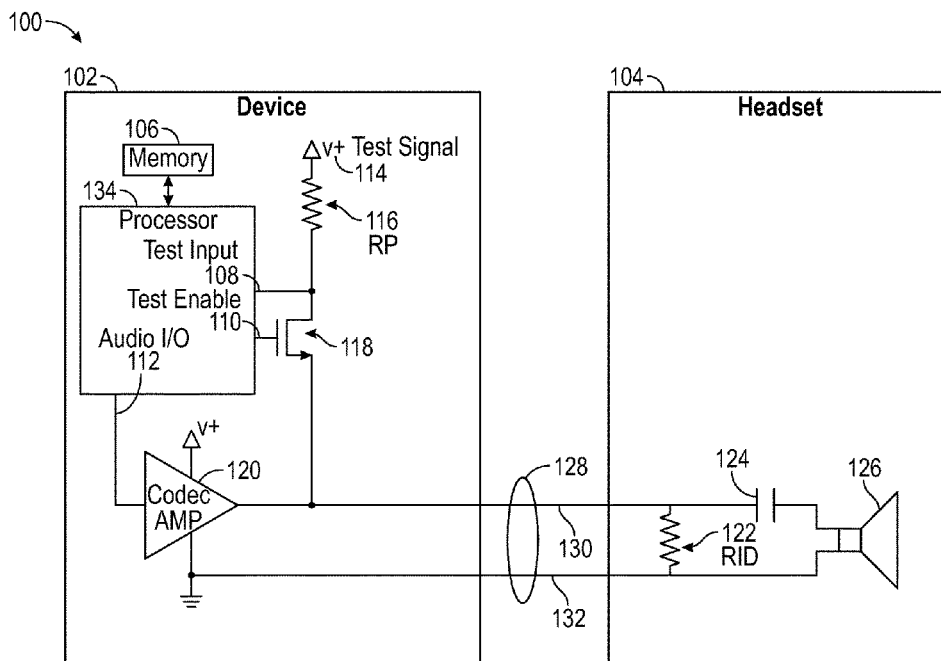 100
102
Device
104
Headset
106
Memory
134
Processor
Test Input
108
Test Enable
110
Audio I/O
112
v+ Test Signal
114
116
RP
118
v+
120
Codec
AMP
128
130
132
124
126
122
RID